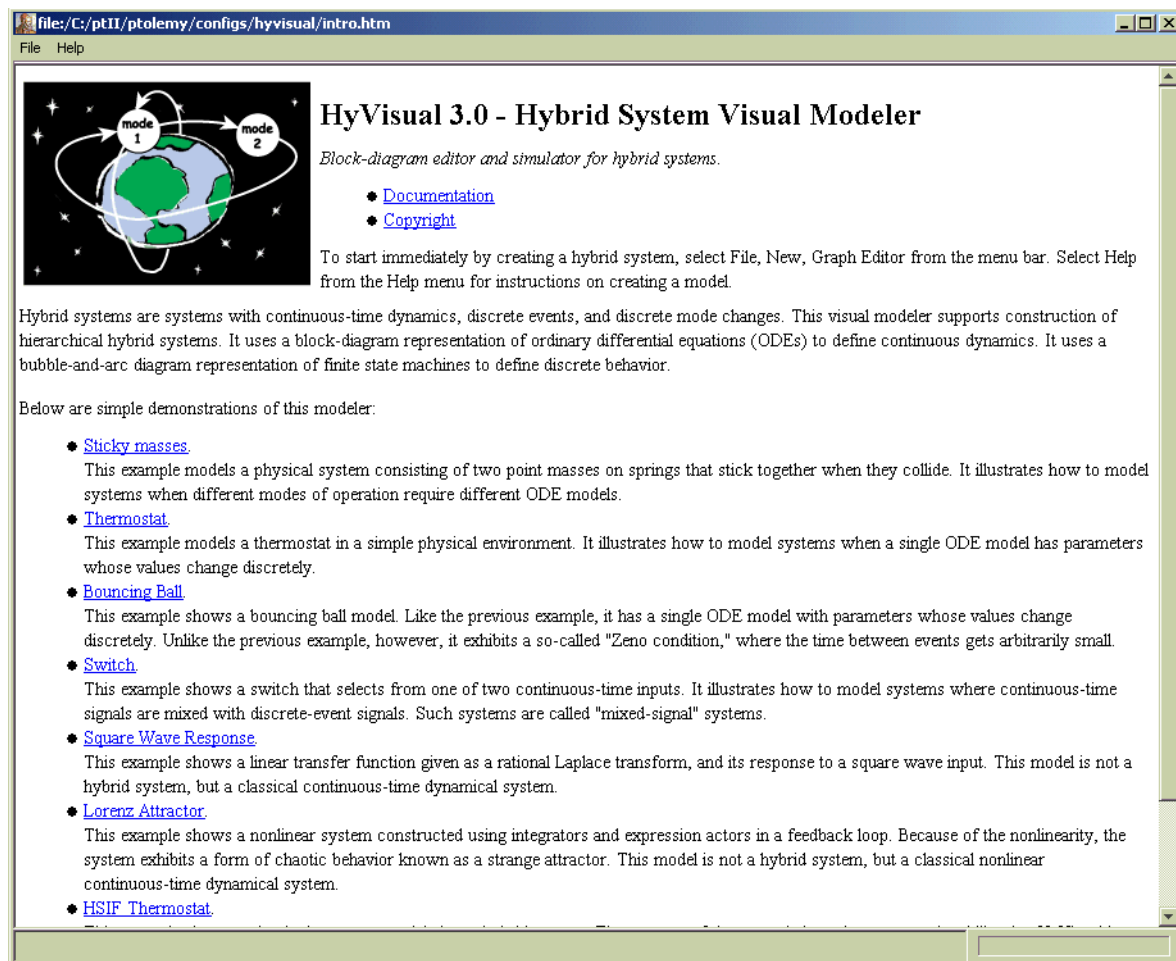 file:/C:/ptII/ptolemy/configs/hyvisual/intro.htm
File Help
mode
1
mode
2
HyVisual 3.0 - Hybrid System Visual Modeler
Block-diagram editor and simulator for hybrid systems.
Documentation
Copyright
To start immediately by creating a hybrid system, select File, New, Graph Editor from the menu bar. Select Help
from the Help menu for instructions on creating a model.
Hybrid systems are systems with continuous-time dynamics, discrete events, and discrete mode changes. This visual modeler supports construction of
hierarchical hybrid systems. It uses a block-diagram representation of ordinary differential equations (ODEs) to define continuous dynamics. It uses a
bubble-and-arc diagram representation of finite state machines to define discrete behavior.
Below are simple demonstrations of this modeler:
Sticky masses.
This example models a physical system consisting of two point masses on springs that stick together when they collide. It illustrates how to model
systems when different modes of operation require different ODE models.
Thermostat.
This example models a thermostat in a simple physical environment. It illustrates how to model systems when a single ODE model has parameters
whose values change discretely.
Bouncing Ball.
This example shows a bouncing ball model. Like the previous example, it has a single ODE model with parameters whose values change
discretely. Unlike the previous example, however, it exhibits a so-called "Zeno condition," where the time between events gets arbitrarily small.
Switch.
This example shows a switch that selects from one of two continuous-time inputs. It illustrates how to model systems where continuous-time
signals are mixed with discrete-event signals. Such systems are called "mixed-signal" systems.
Square Wave Response.
This example shows a linear transfer function given as a rational Laplace transform, and its response to a square wave input. This model is not a
hybrid system, but a classical continuous-time dynamical system.
Lorenz Attractor.
This example shows a nonlinear system constructed using integrators and expression actors in a feedback loop. Because of the nonlinearity, the
system exhibits a form of chaotic behavior known as a strange attractor. This model is not a hybrid system, but a classical nonlinear
continuous-time dynamical system.
HSIF Thermostat.